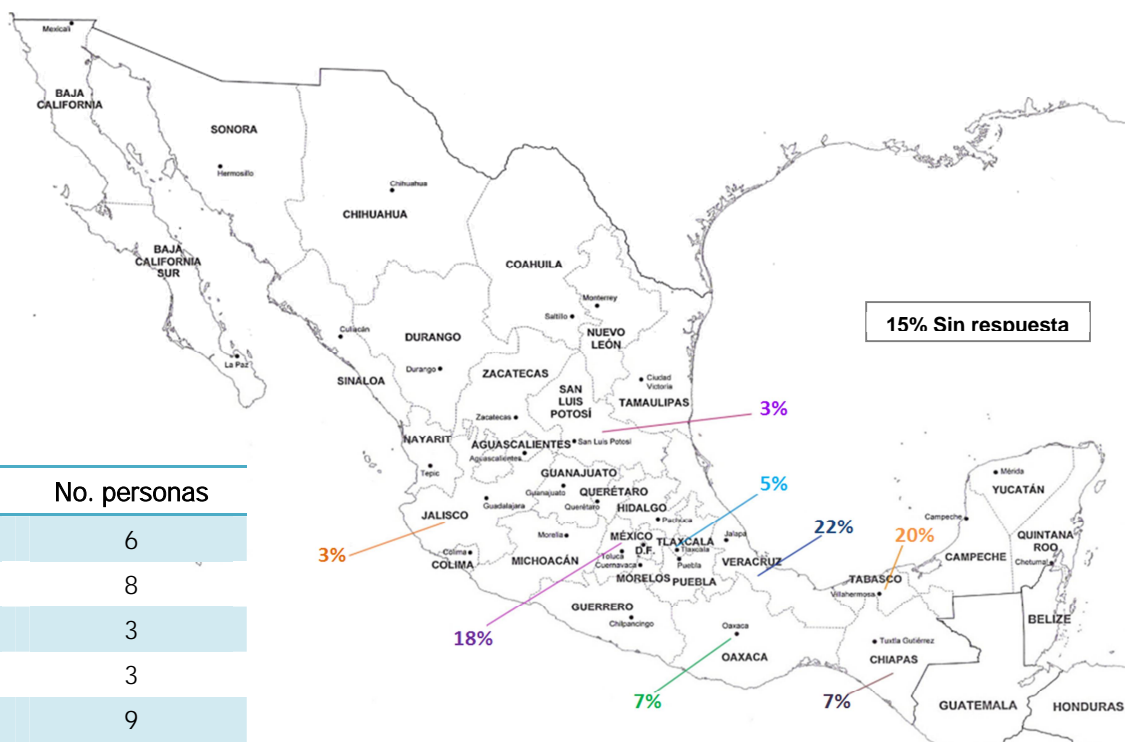 Mexicali
BAJA
CALIFORNIA
SONORA
Hermosillo
Chihuahua
CHIHUAHUA
BAJA
CALIFORNIA
SUR
La Paz
COAHUILA
Monterrey
Saltillo
NUEVO
LEÓN
15% Sin respuesta
Culiacán
SINALOA
DURANGO
Durango
ZACATECAS
Zacatecas
SAN
LUIS
POTOSÍ
San Luis Potosí
Ciudad
Victoria
TAMAULIPAS
3%
NAYARIT
Tepic
AGUASCALIENTES
Aguascalientes
GUANAJUATO
Guanajuato
QUERÉTARO
Querétaro
HIDALGO
Pachuca
5%
Guadalajara
JALISCO
3%
Colima
COLIMA
Morelia
MICHOACÁN
MÉXICO
D.F.
Toluca
Cuernavaca
MORELOS
TLAXCALA
Tlaxcala
Puebla
PUEBLA
Jalapa
VERACRUZ
22%
20%
18%
GUERRERO
Chilpancingo
Oaxaca
OAXACA
7%
TABASCO
Villahermosa
Tuxtla Gutiérrez
CHIAPAS
7%
Mérida
YUCATÁN
Campeche
CAMPECHE
QUINTANA
ROO
Chetumal
BELIZE
GUATEMALA
HONDURAS
No. personas
6
8
3
3
9